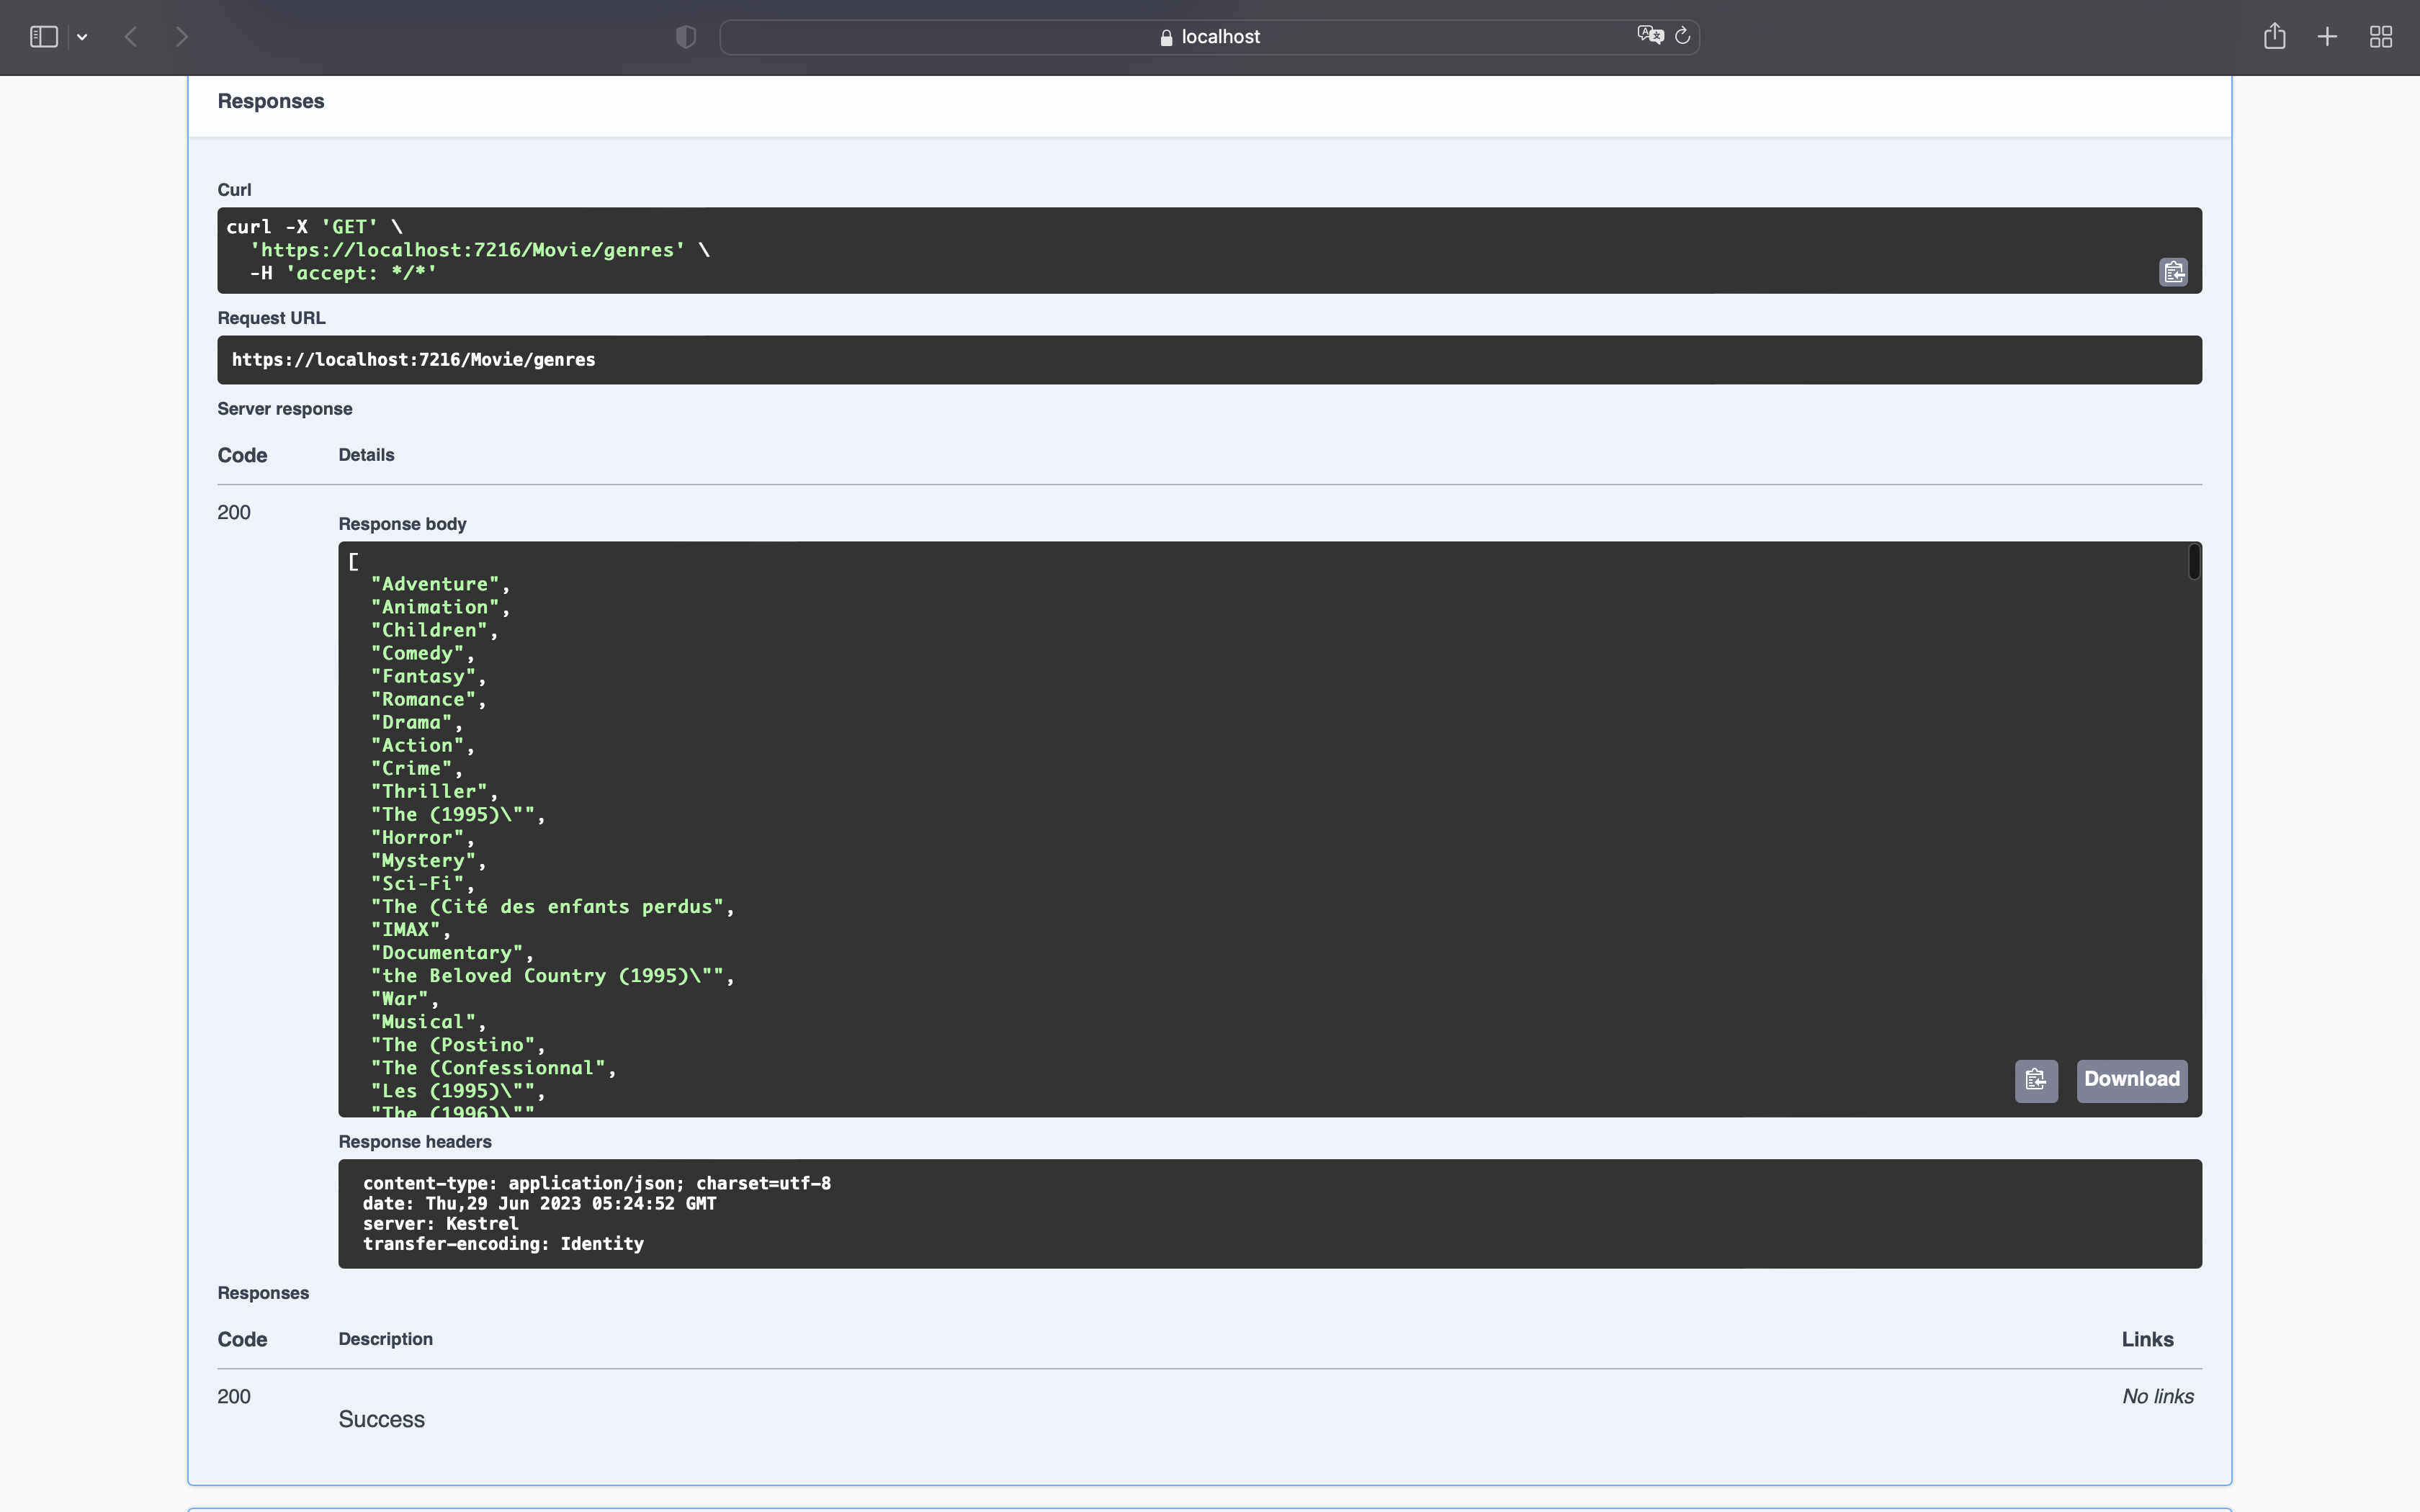 localhost
Responses
Curl
curl -X 'GET' \
'https://localhost:7216/Movie/genres' \
-H 'accept: */*'
Request URL
https://localhost:7216/Movie/genres
Server response
Code Details
200
Response body
[
"Adventure",
"Animation",
"Children",
"Comedy",
"Fantasy",
"Romance",
"Drama",
"Action",
"Crime",
"Thriller",
"The (1995)\"",
"Horror",
"Mystery",
"Sci-Fi",
"The (Cité des enfants perdus",
"IMAX",
"Documentary",
"the Beloved Country (1995)\"",
"War",
"Musical",
"The (Postino",
"The (Confessionnal",
"Les (1995)\"",
"The (1996)\""
Download
Response headers
content-type: application/json; charset=utf-8
date: Thu,29 Jun 2023 05:24:52 GMT
server: Kestrel
transfer-encoding: Identity
Responses
Code Description Links
200 No links
Success